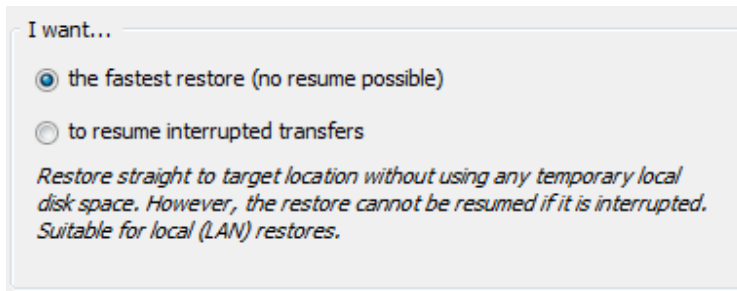 I want...
the fastest restore (no resume possible)
to resume interrupted transfers
Restore straight to target location without using any temporary local
disk space. However, the restore cannot be resumed if it is interrupted.
Suitable for local (LAN) restores.